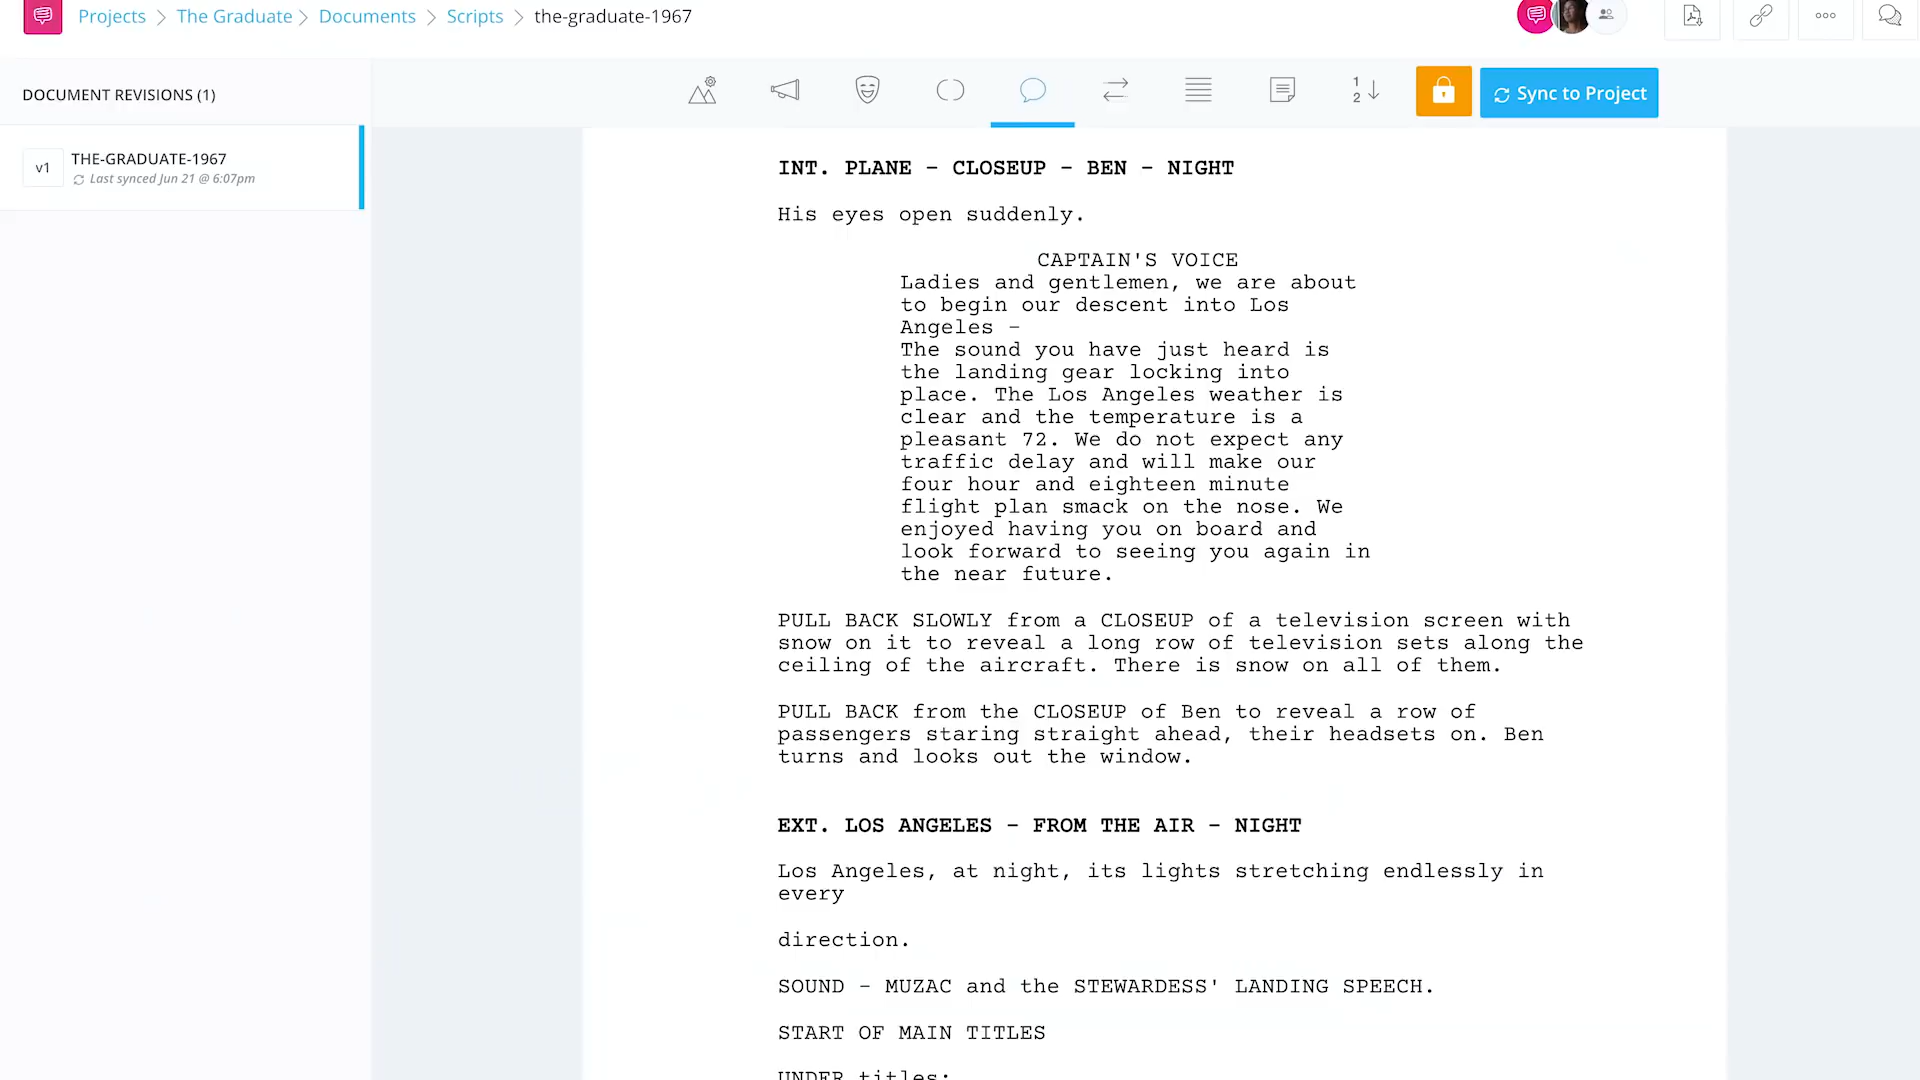 Projects > The Graduate > Documents > Scripts > the-graduate-1967
DOCUMENT REVISIONS (1)
v1
THE-GRADUATE-1967
Last synced Jun 21 @ 6:07pm
1
2
Sync to Project
INT. PLANE – CLOSEUP – BEN – NIGHT
His eyes open suddenly.
CAPTAIN'S VOICE
Ladies and gentlemen, we are about
to begin our descent into Los
Angeles –
The sound you have just heard is
the landing gear locking into
place. The Los Angeles weather is
clear and the temperature is a
pleasant 72. We do not expect any
traffic delay and will make our
four hour and eighteen minute
flight plan smack on the nose. We
enjoyed having you on board and
look forward to seeing you again in
the near future.
PULL BACK SLOWLY from a CLOSEUP of a television screen with
snow on it to reveal a long row of television sets along the
ceiling of the aircraft. There is snow on all of them.
PULL BACK from the CLOSEUP of Ben to reveal a row of
passengers staring straight ahead, their headsets on. Ben
turns and looks out the window.
EXT. LOS ANGELES – FROM THE AIR – NIGHT
Los Angeles, at night, its lights stretching endlessly in
every
direction.
SOUND – MUZAC and the STEWARDESS' LANDING SPEECH.
START OF MAIN TITLES
UNDER titles: